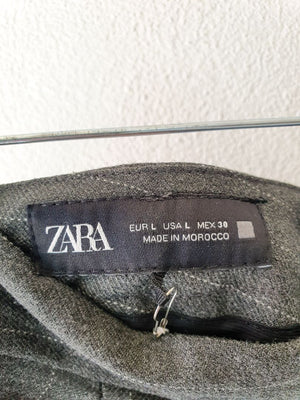 ZARA
EUR L USA L MEX 30
MADE IN MOROCCO